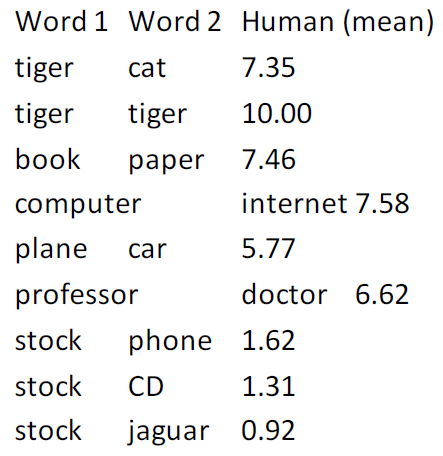 Word 1 Word 2 Human (mean)
tiger cat 7.35
tiger tiger 10.00
book paper 7.46
computer internet 7.58
plane car 5.77
professor doctor 6.62
stock phone 1.62
stock CD 1.31
stock jaguar 0.92